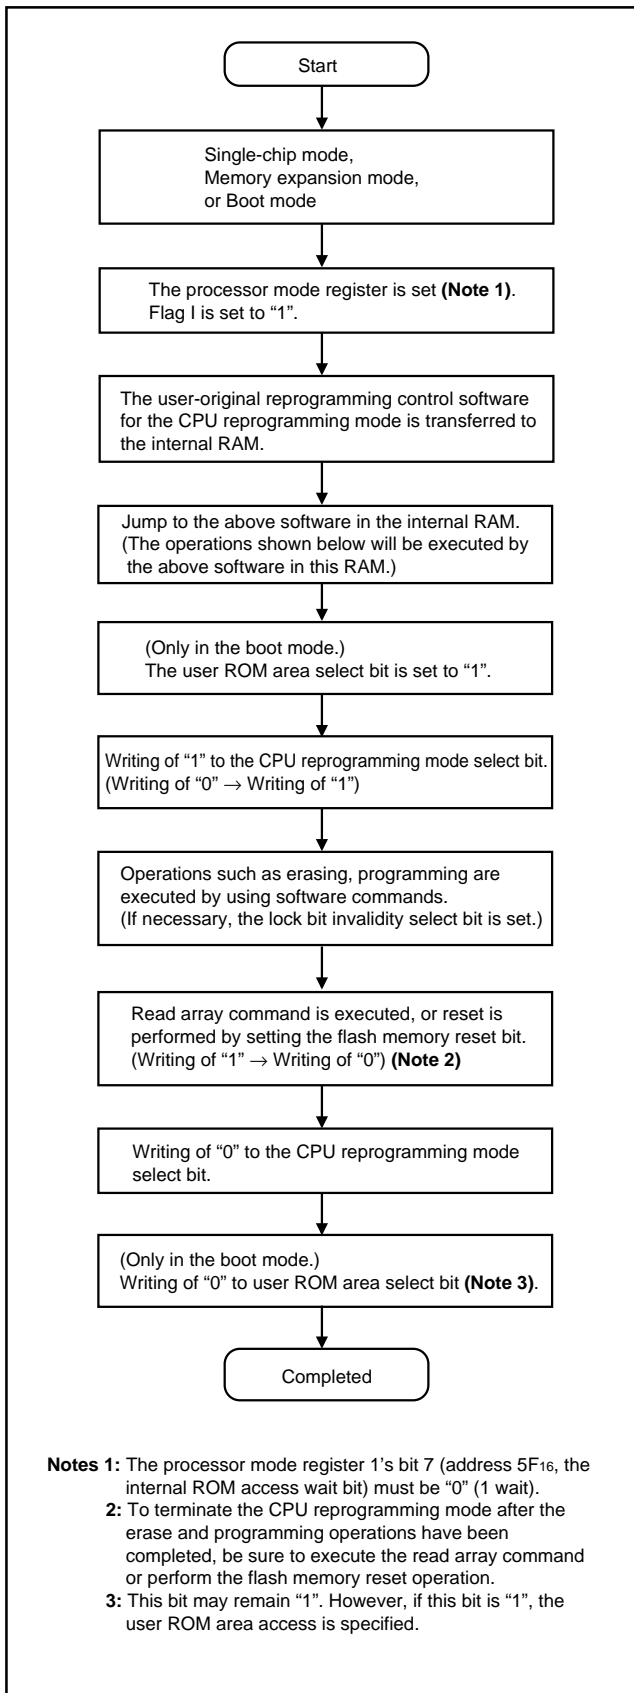 Start
Single-chip mode,
Memory expansion mode,
or Boot mode
The processor mode register is set (Note 1).
Flag I is set to “1”.
The user-original reprogramming control software
for the CPU reprogramming mode is transferred to
the internal RAM.
Jump to the above software in the internal RAM.
(The operations shown below will be executed by
the above software in this RAM.)
(Only in the boot mode.)
The user ROM area select bit is set to “1”.
Writing of “1” to the CPU reprogramming mode select bit.
(Writing of “0” → Writing of “1”)
Operations such as erasing, programming are
executed by using software commands.
(If necessary, the lock bit invalidity select bit is set.)
Read array command is executed, or reset is
performed by setting the flash memory reset bit.
(Writing of “1” → Writing of “0”) (Note 2)
Writing of “0” to the CPU reprogramming mode
select bit.
(Only in the boot mode.)
Writing of “0” to user ROM area select bit (Note 3).
Completed
Notes 1: The processor mode register 1’s bit 7 (address 5F16, the
internal ROM access wait bit) must be “0” (1 wait).
2: To terminate the CPU reprogramming mode after the
erase and programming operations have been
completed, be sure to execute the read array command
or perform the flash memory reset operation.
3: This bit may remain “1”. However, if this bit is “1”, the
user ROM area access is specified.